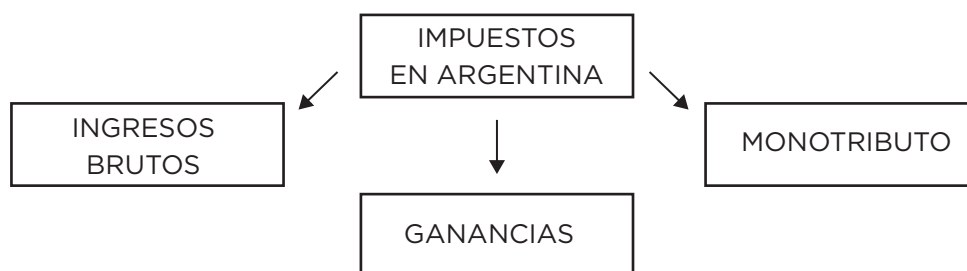 IMPUESTOS
EN ARGENTINA
INGRESOS
BRUTOS
MONOTRIBUTO
GANANCIAS